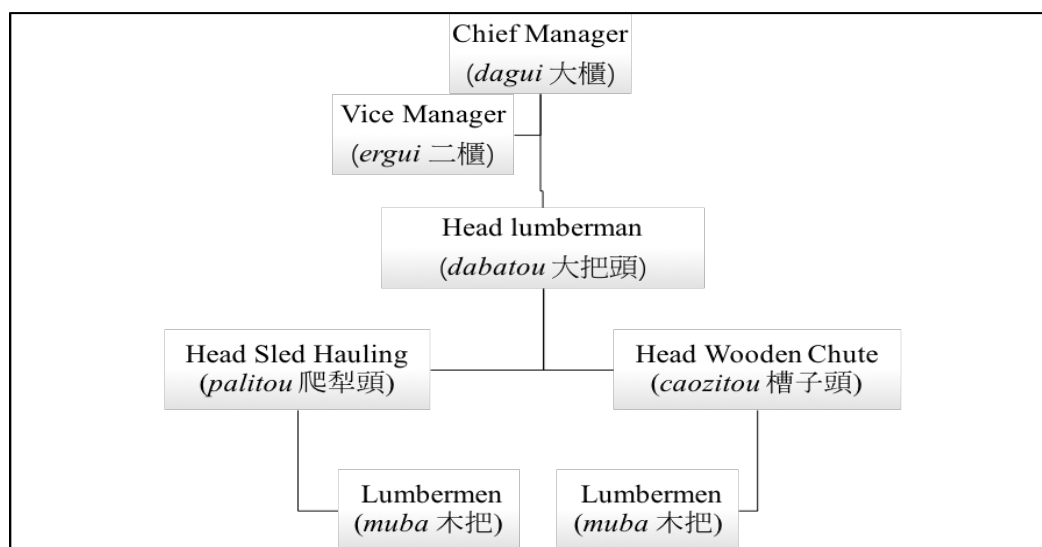 Chief Manager
(dagui 大櫃)
Vice Manager
(ergui 二櫃)
Head lumberman
(dabatou 大把頭)
Head Sled Hauling
(palitou 爬犁頭)
Head Wooden Chute
(caozitou 槽子頭)
Lumbermen
(muba 木把)
Lumbermen
(muba 木把)